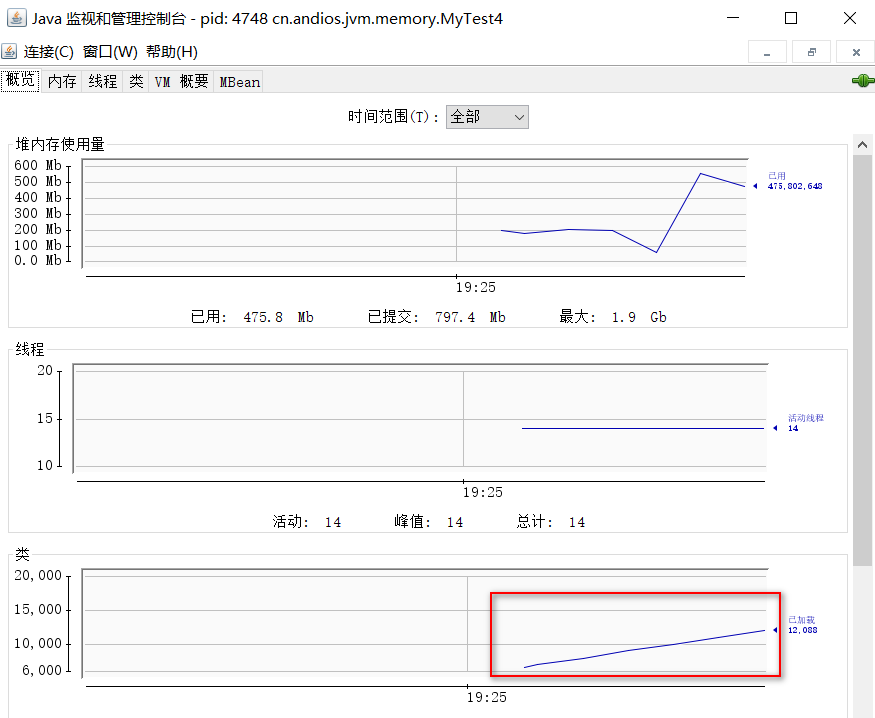 Java 监视和管理控制台 - pid: 4748 cn.andios.jvm.memory.MyTest4
连接(C) 窗口(W) 帮助(H)
概览 内存 线程 类 VM 概要 MBean
时间范围(T): 全部
堆内存使用量
600 Mb
500 Mb
400 Mb
300 Mb
200 Mb
100 Mb
0.0 Mb
已用
475,802,648
19:25
已用: 475.8 Mb 已提交: 797.4 Mb 最大: 1.9 Gb
线程
20
15
10
活动线程
14
19:25
活动: 14 峰值: 14 总计: 14
类
20,000
15,000
10,000
6,000
已加载
12,088
19:25